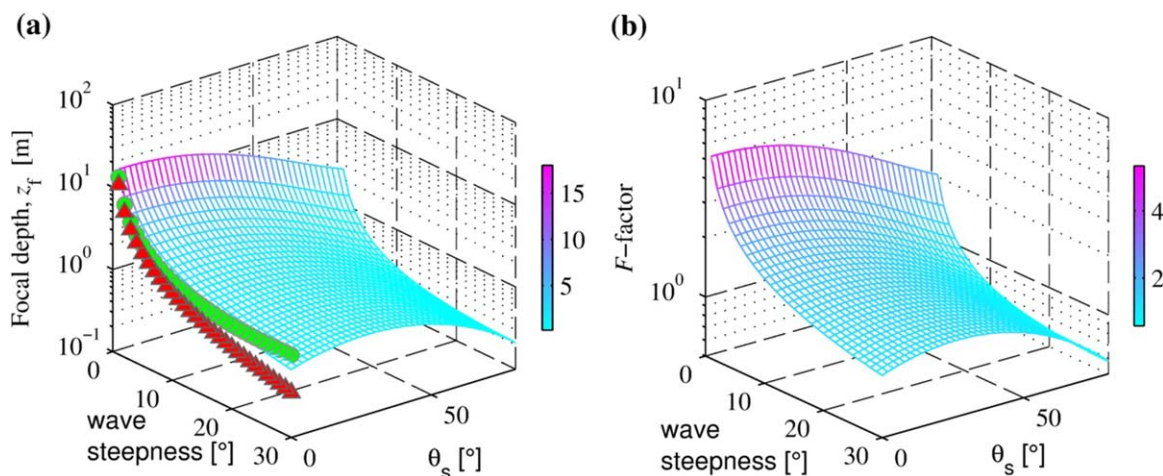 (a)
Focal depth, z_f [m]
10^2
10^1
10^0
10^-1
0
10
20
30
wave
steepness [°]
0
50
θ_s [°]
15
10
5
(b)
F−factor
10^1
10^0
0
10
20
30
wave
steepness [°]
0
50
θ_s [°]
4
2